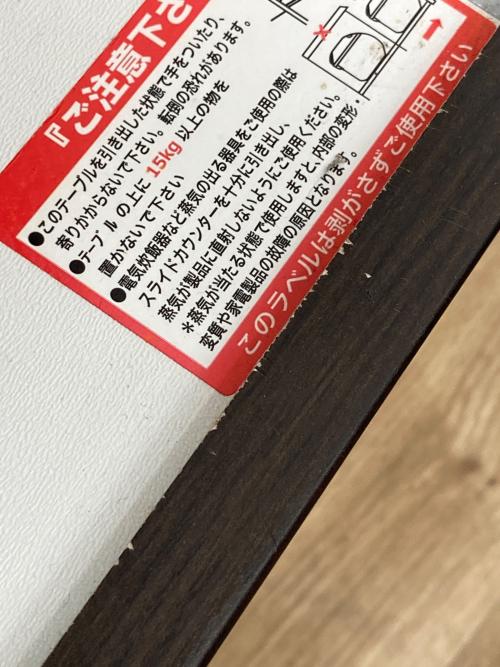 『ご注意下さ
●このテーブルを引き出した状態で手をついたり、
寄りかからないで下さい。転倒の恐れがあります。
●テーブルの上に 15kg 以上の物を
置かないで下さい
●電気炊飯器など蒸気の出る器具をご使用の際は
スライドカウンターを十分に引き出し、
蒸気が製品に直射しないようにご使用ください。
＊蒸気が当たる状態で使用しますと、内部の変形・
変質や家電製品の故障の原因となります。
このラベルは剥がさずご使用下さい